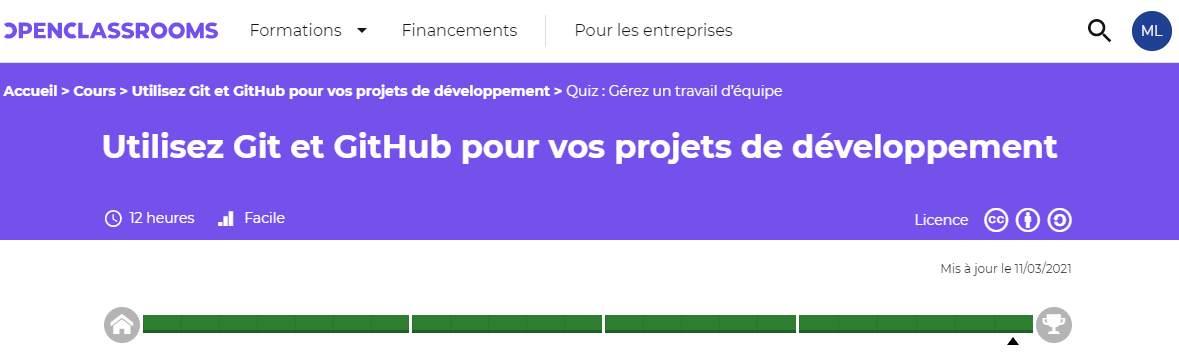 OPENCLASSROOMS Formations Financements Pour les entreprises ML
Accueil > Cours > Utilisez Git et GitHub pour vos projets de développement > Quiz : Gérez un travail d'équipe
Utilisez Git et GitHub pour vos projets de développement
12 heures Facile Licence cc
Mis à jour le 11/03/2021